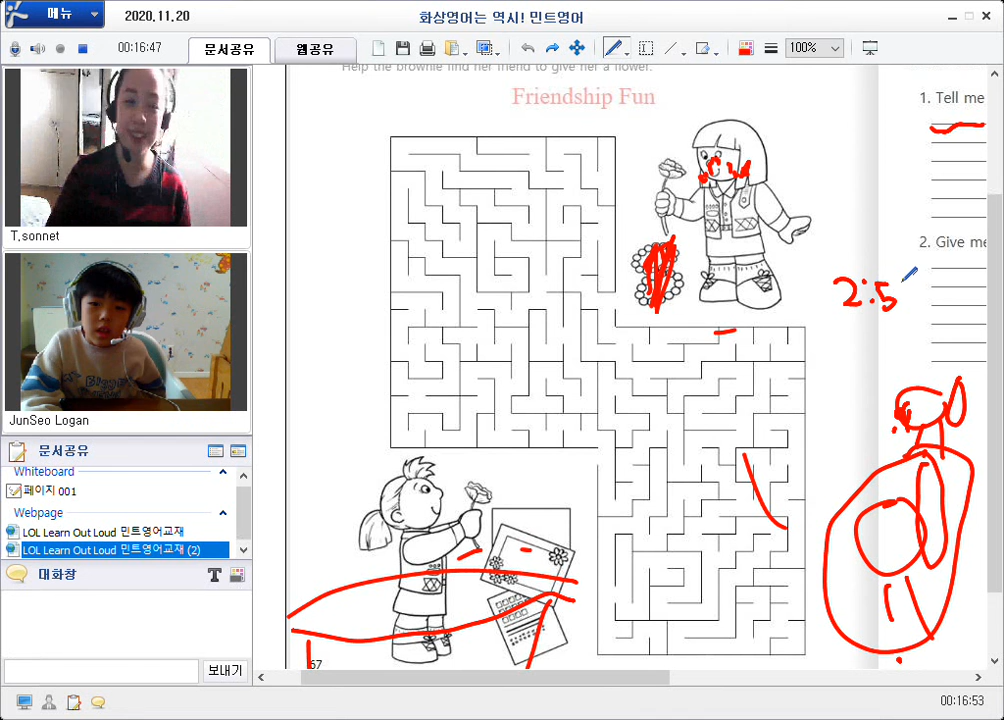 메뉴
2020.11.20
화상영어는 역시! 민트영어
00:16:47
문서공유
웹공유
100%
T.sonnet
JunSeo Logan
문서공유
Whiteboard
페이지 001
Webpage
LOL Learn Out Loud 민트영어교재
LOL Learn Out Loud 민트영어교재 (2)
대화창
T
보내기
Help the brownie find her friend to give her a flower.
Friendship Fun
1. Tell me
2. Give me
2:5
67
00:16:53